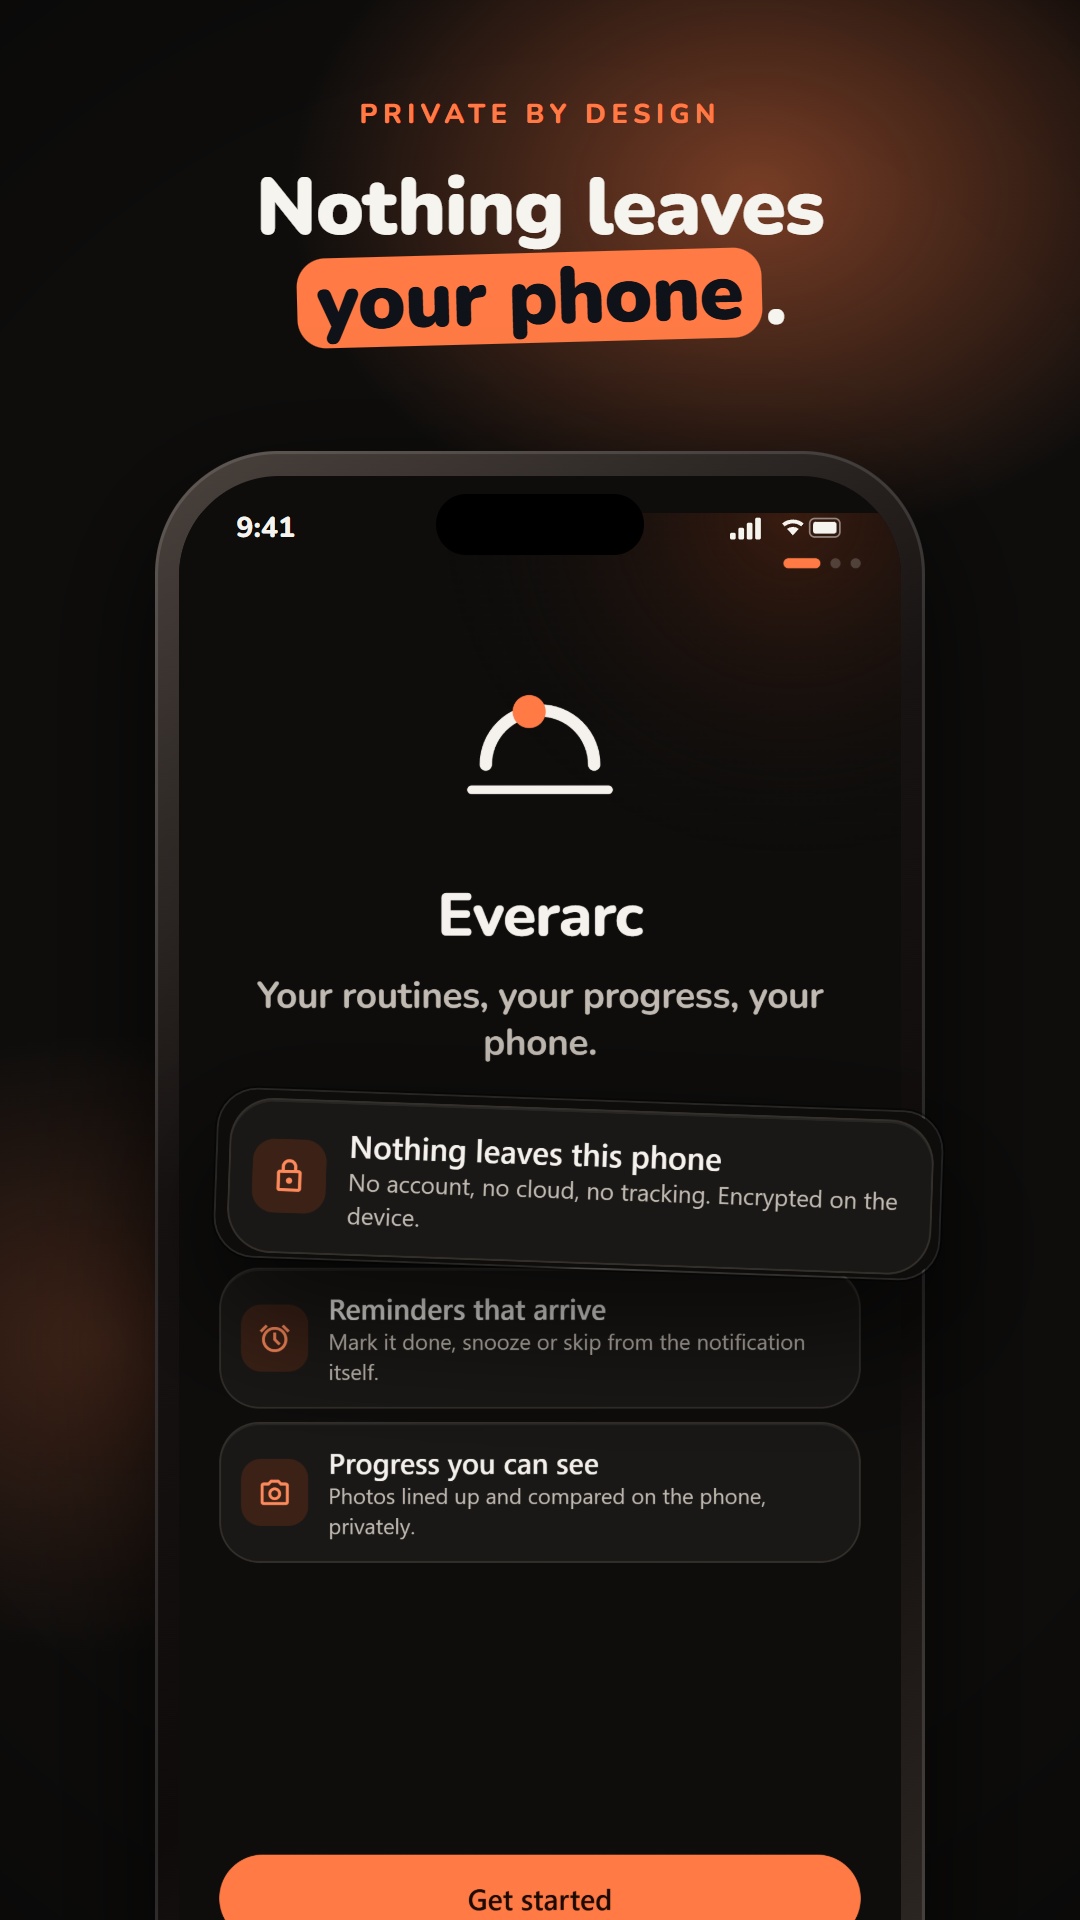 PRIVATE BY DESIGN
Nothing leaves
your phone.
9:41
Everarc
Your routines, your progress, your
phone.
Nothing leaves this phone
No account, no cloud, no tracking. Encrypted on the
device.
Reminders that arrive
Mark it done, snooze or skip from the notification
itself.
Progress you can see
Photos lined up and compared on the phone,
privately.
Get started